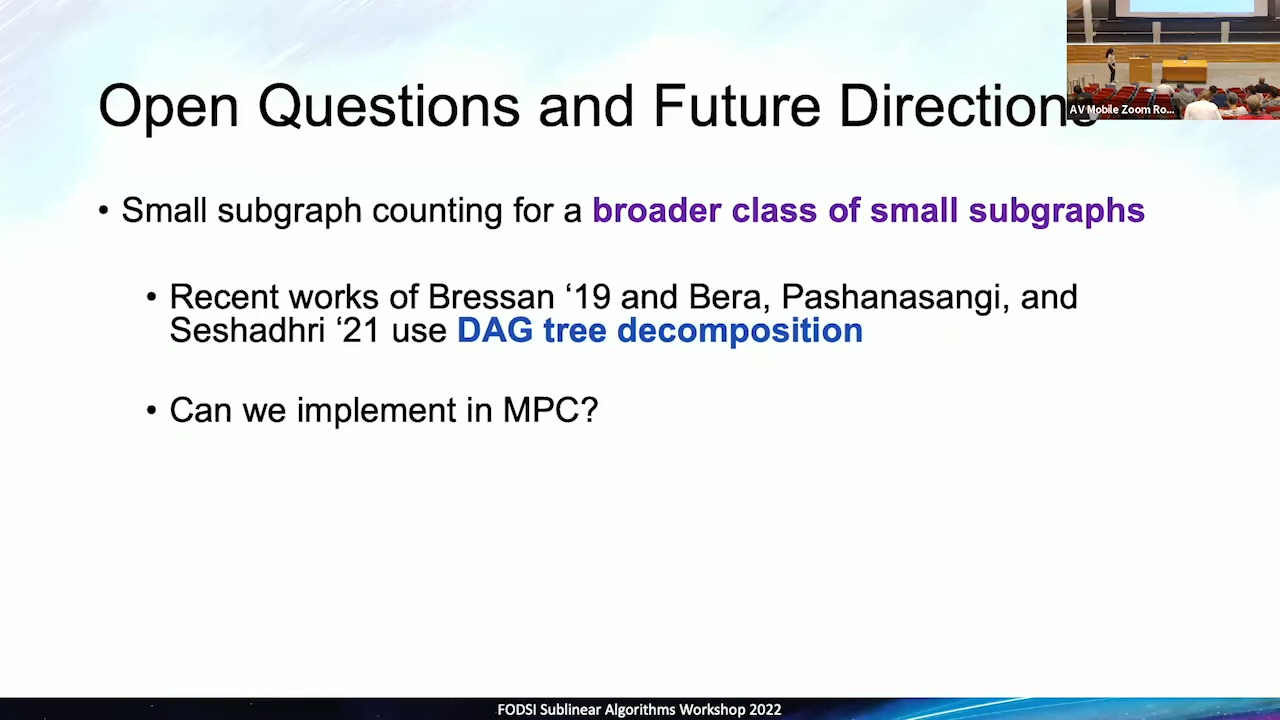 Open Questions and Future Directions
AV Mobile Zoom Ro...
• Small subgraph counting for a broader class of small subgraphs
• Recent works of Bressan ‘19 and Bera, Pashanasangi, and
Seshadhri ‘21 use DAG tree decomposition
• Can we implement in MPC?
FODSI Sublinear Algorithms Workshop 2022